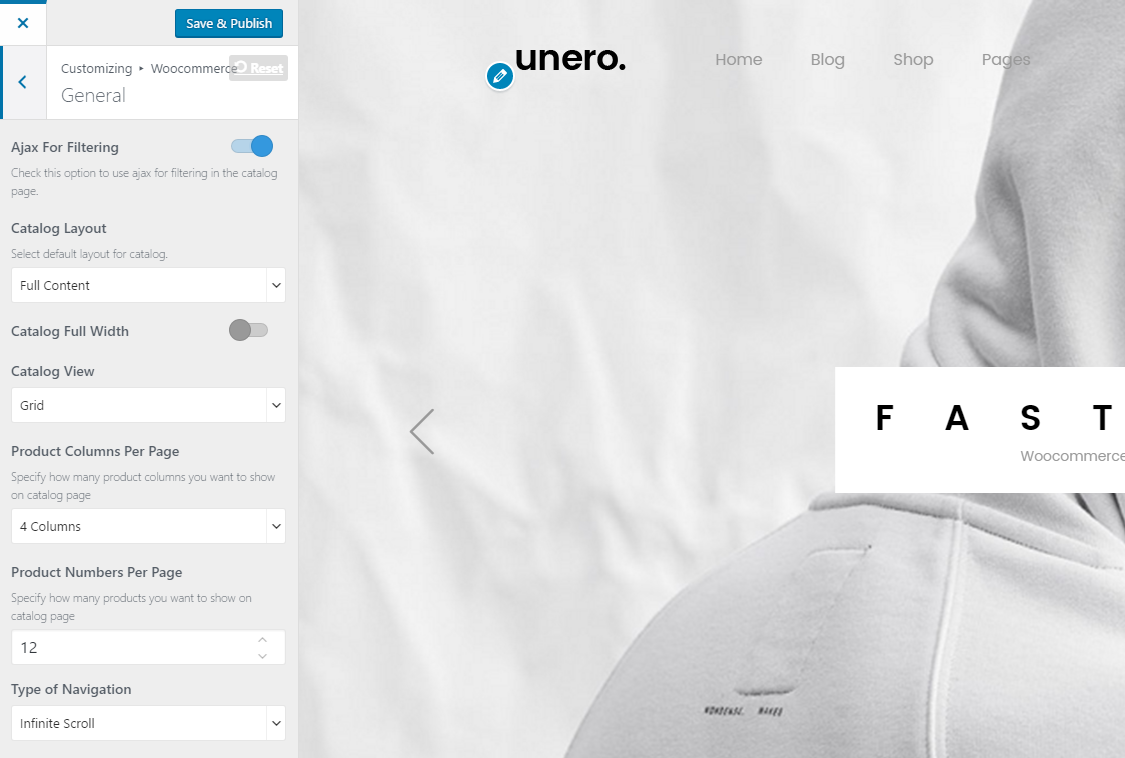 Save & Publish
Customizing ▸ Woocommerce
Reset
General
Ajax For Filtering
Check this option to use ajax for filtering in the catalog
page.
Catalog Layout
Select default layout for catalog.
Full Content
Catalog Full Width
Catalog View
Grid
Product Columns Per Page
Specify how many product columns you want to show
on catalog page
4 Columns
Product Numbers Per Page
Specify how many products you want to show on
catalog page
12
Type of Navigation
Infinite Scroll
unero.
Home Blog Shop Pages
F A S T
Woocommerce
NONSENSE. MAKES